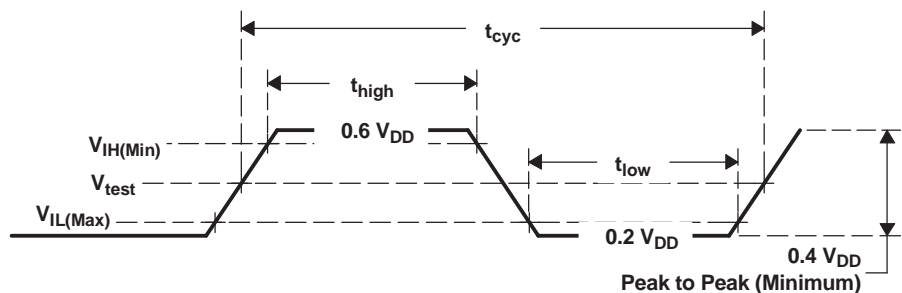 tcyc
thigh
0.6 VDD
VIH(Min)
tlow
Vtest
VIL(Max)
0.2 VDD
0.4 VDD
Peak to Peak (Minimum)